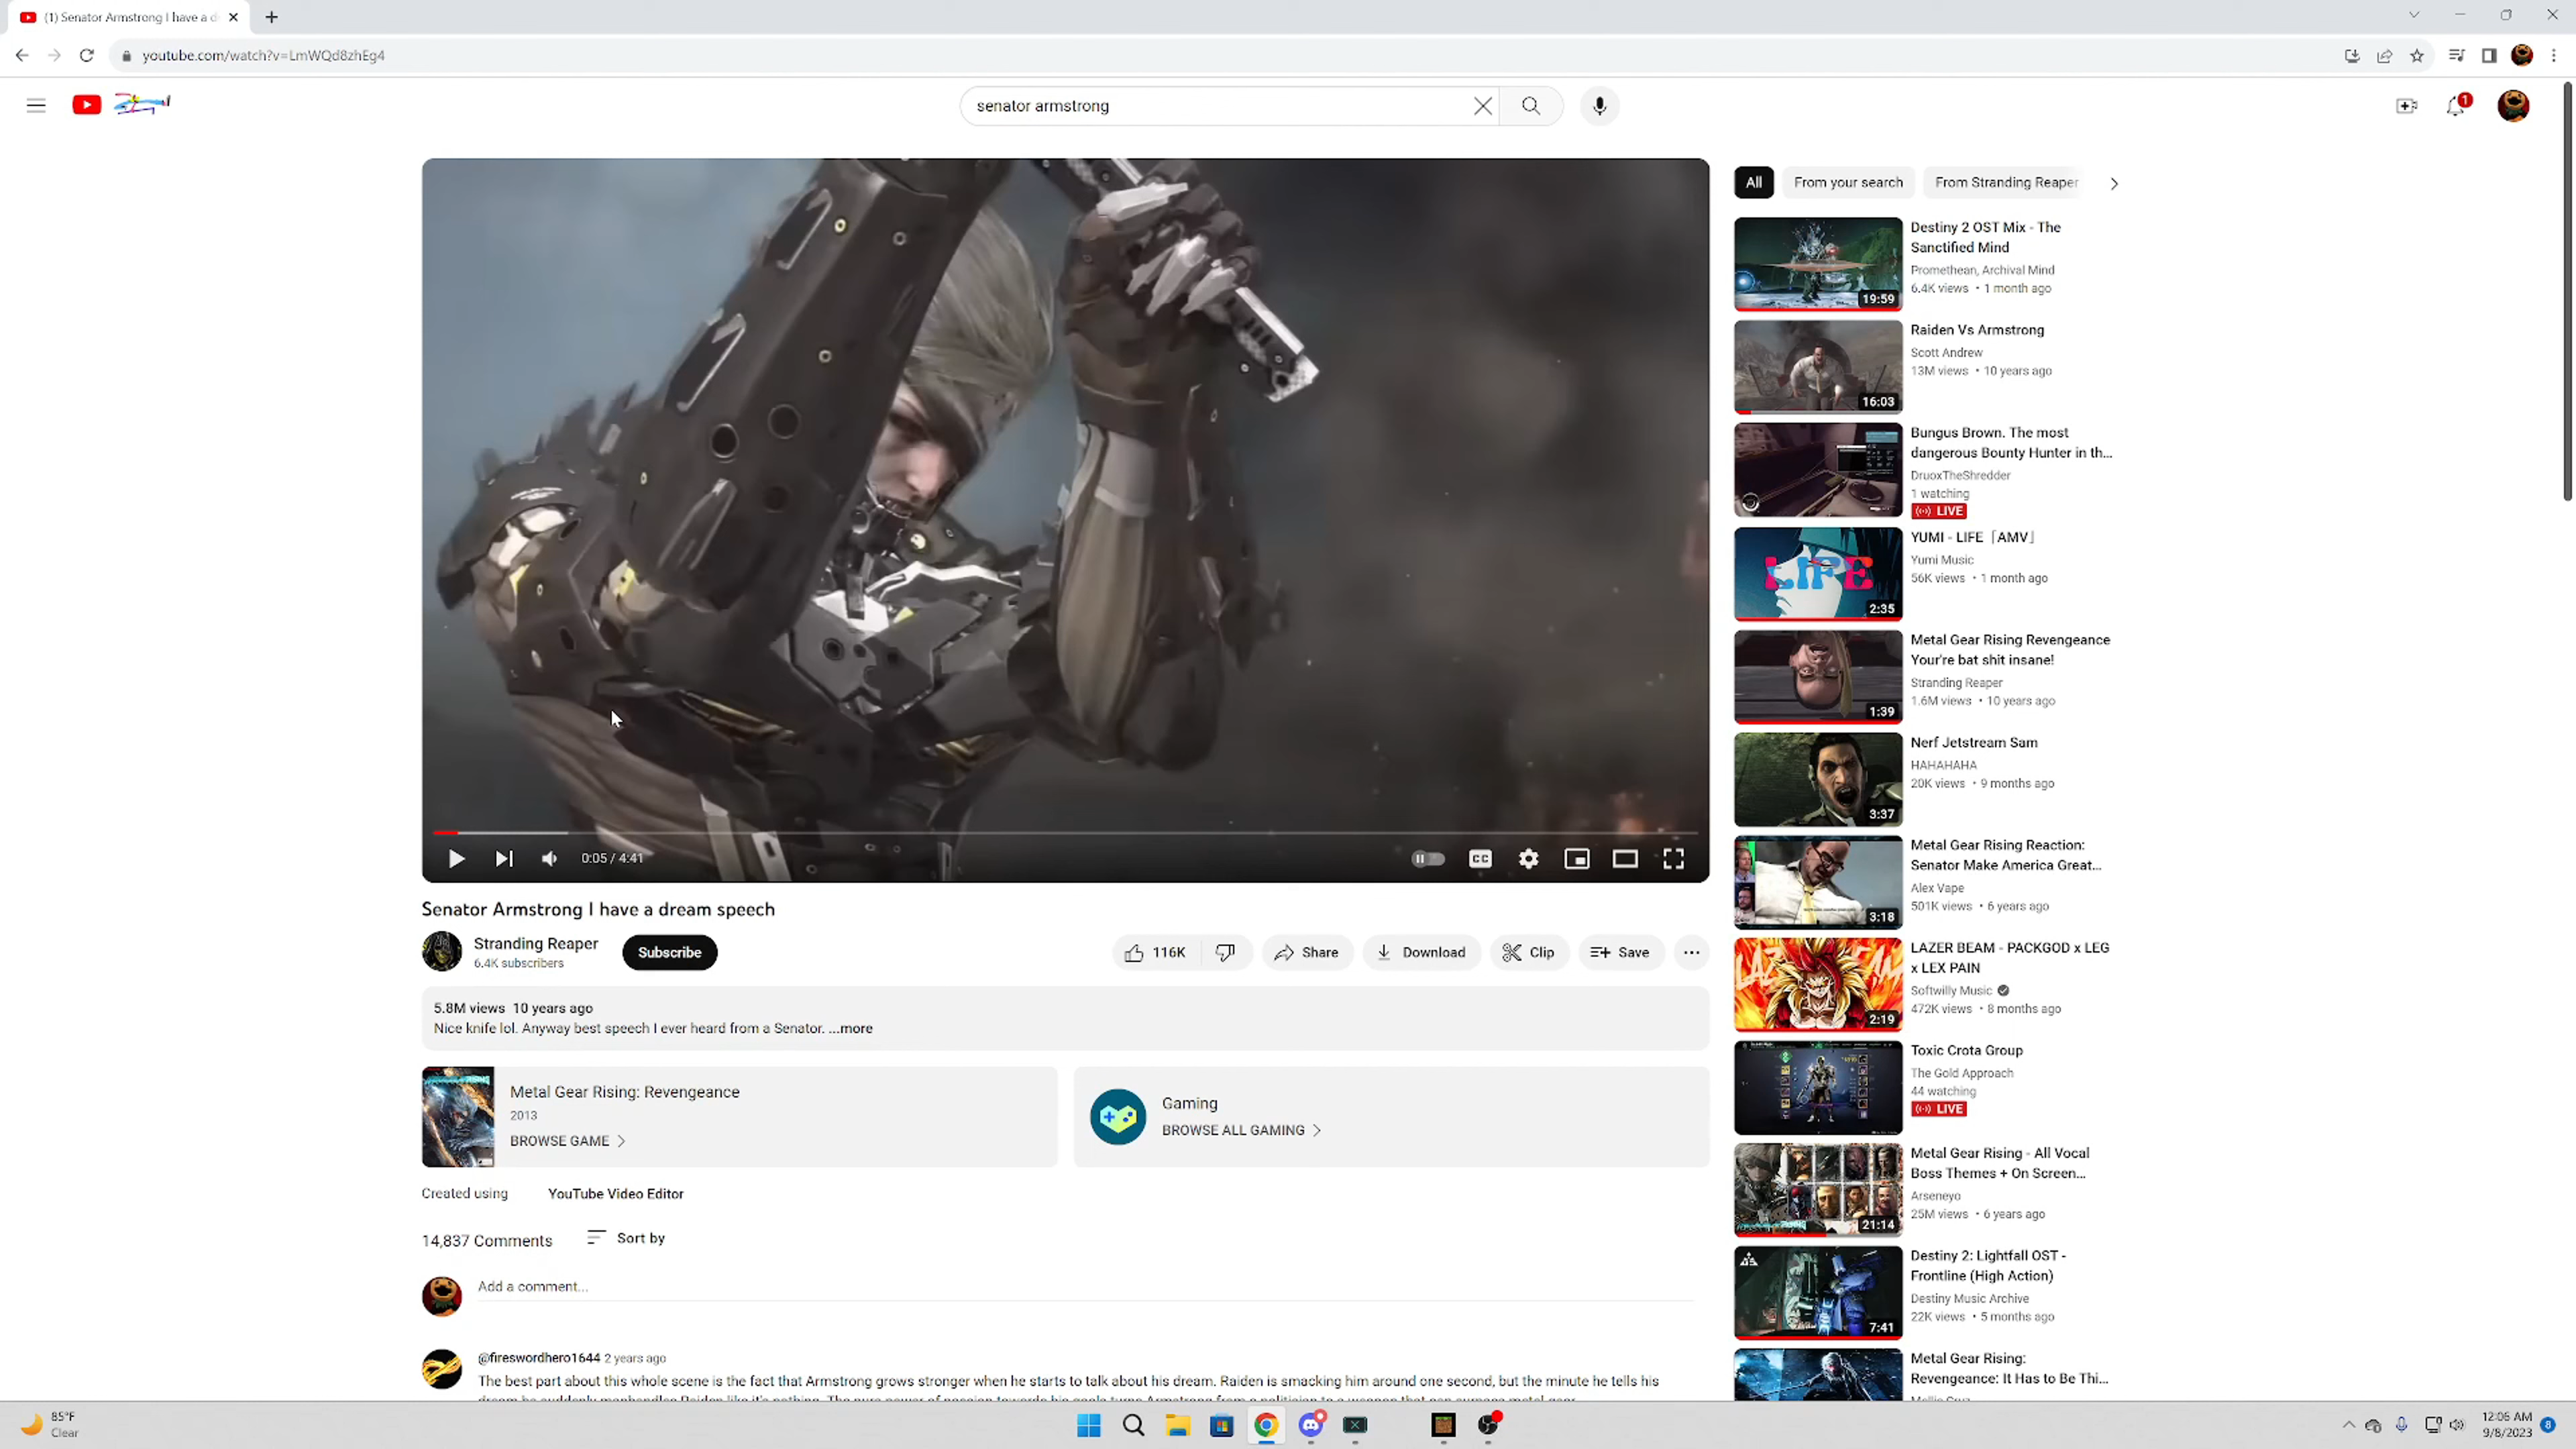 (1) Senator Armstrong I have a d
youtube.com/watch?v=LmWQd8zhEg4
senator armstrong
1
All
From your search
From Stranding Reaper
Destiny 2 OST Mix - The
Sanctified Mind
Promethean, Archival Mind
6.4K views • 1 month ago
19:59
Raiden Vs Armstrong
Scott Andrew
13M views • 10 years ago
16:03
Bungus Brown. The most
dangerous Bounty Hunter in th...
DruoxTheShredder
1 watching
LIVE
YUMI - LIFE「AMV」
Yumi Music
56K views • 1 month ago
LIFE
2:35
Metal Gear Rising Revengeance
Your're bat shit insane!
Stranding Reaper
1.6M views • 10 years ago
1:39
Nerf Jetstream Sam
HAHAHAHA
20K views • 9 months ago
3:37
Metal Gear Rising Reaction:
Senator Make America Great...
Alex Vape
501K views • 6 years ago
3:18
LAZER BEAM - PACKGOD x LEG
x LEX PAIN
Softwilly Music
472K views • 8 months ago
2:19
Toxic Crota Group
The Gold Approach
44 watching
LIVE
Metal Gear Rising - All Vocal
Boss Themes + On Screen...
Arseneyo
25M views • 6 years ago
21:14
Destiny 2: Lightfall OST -
Frontline (High Action)
Destiny Music Archive
22K views • 5 months ago
7:41
Metal Gear Rising:
Revengeance: It Has to Be Thi...
0:05 / 4:41
CC
Senator Armstrong I have a dream speech
Stranding Reaper
6.4K subscribers
Subscribe
116K
Share
Download
Clip
Save
5.8M views 10 years ago
Nice knife lol. Anyway best speech I ever heard from a Senator. ...more
Metal Gear Rising: Revengeance
2013
BROWSE GAME
Gaming
BROWSE ALL GAMING
Created using YouTube Video Editor
14,837 Comments
Sort by
Add a comment...
@fireswordhero1644 2 years ago
The best part about this whole scene is the fact that Armstrong grows stronger when he starts to talk about his dream. Raiden is smacking him around one second, but the minute he tells his
85°F
Clear
12:06 AM
9/8/2023
8